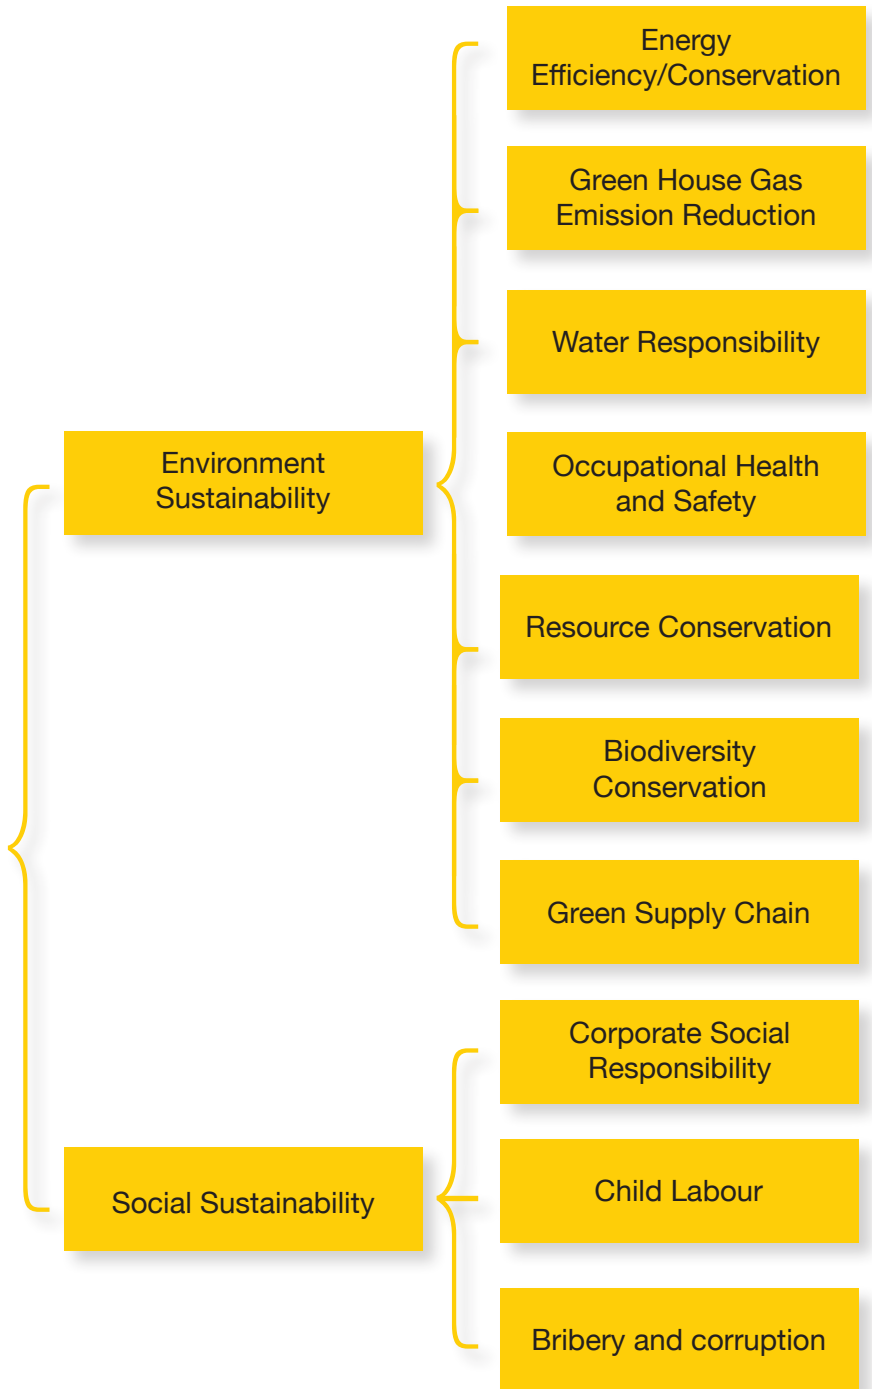 Energy
Efficiency/Conservation
Green House Gas
Emission Reduction
Water Responsibility
Environment
Sustainability
Occupational Health
and Safety
Resource Conservation
Biodiversity
Conservation
Green Supply Chain
Corporate Social
Responsibility
Social Sustainability
Child Labour
Bribery and corruption